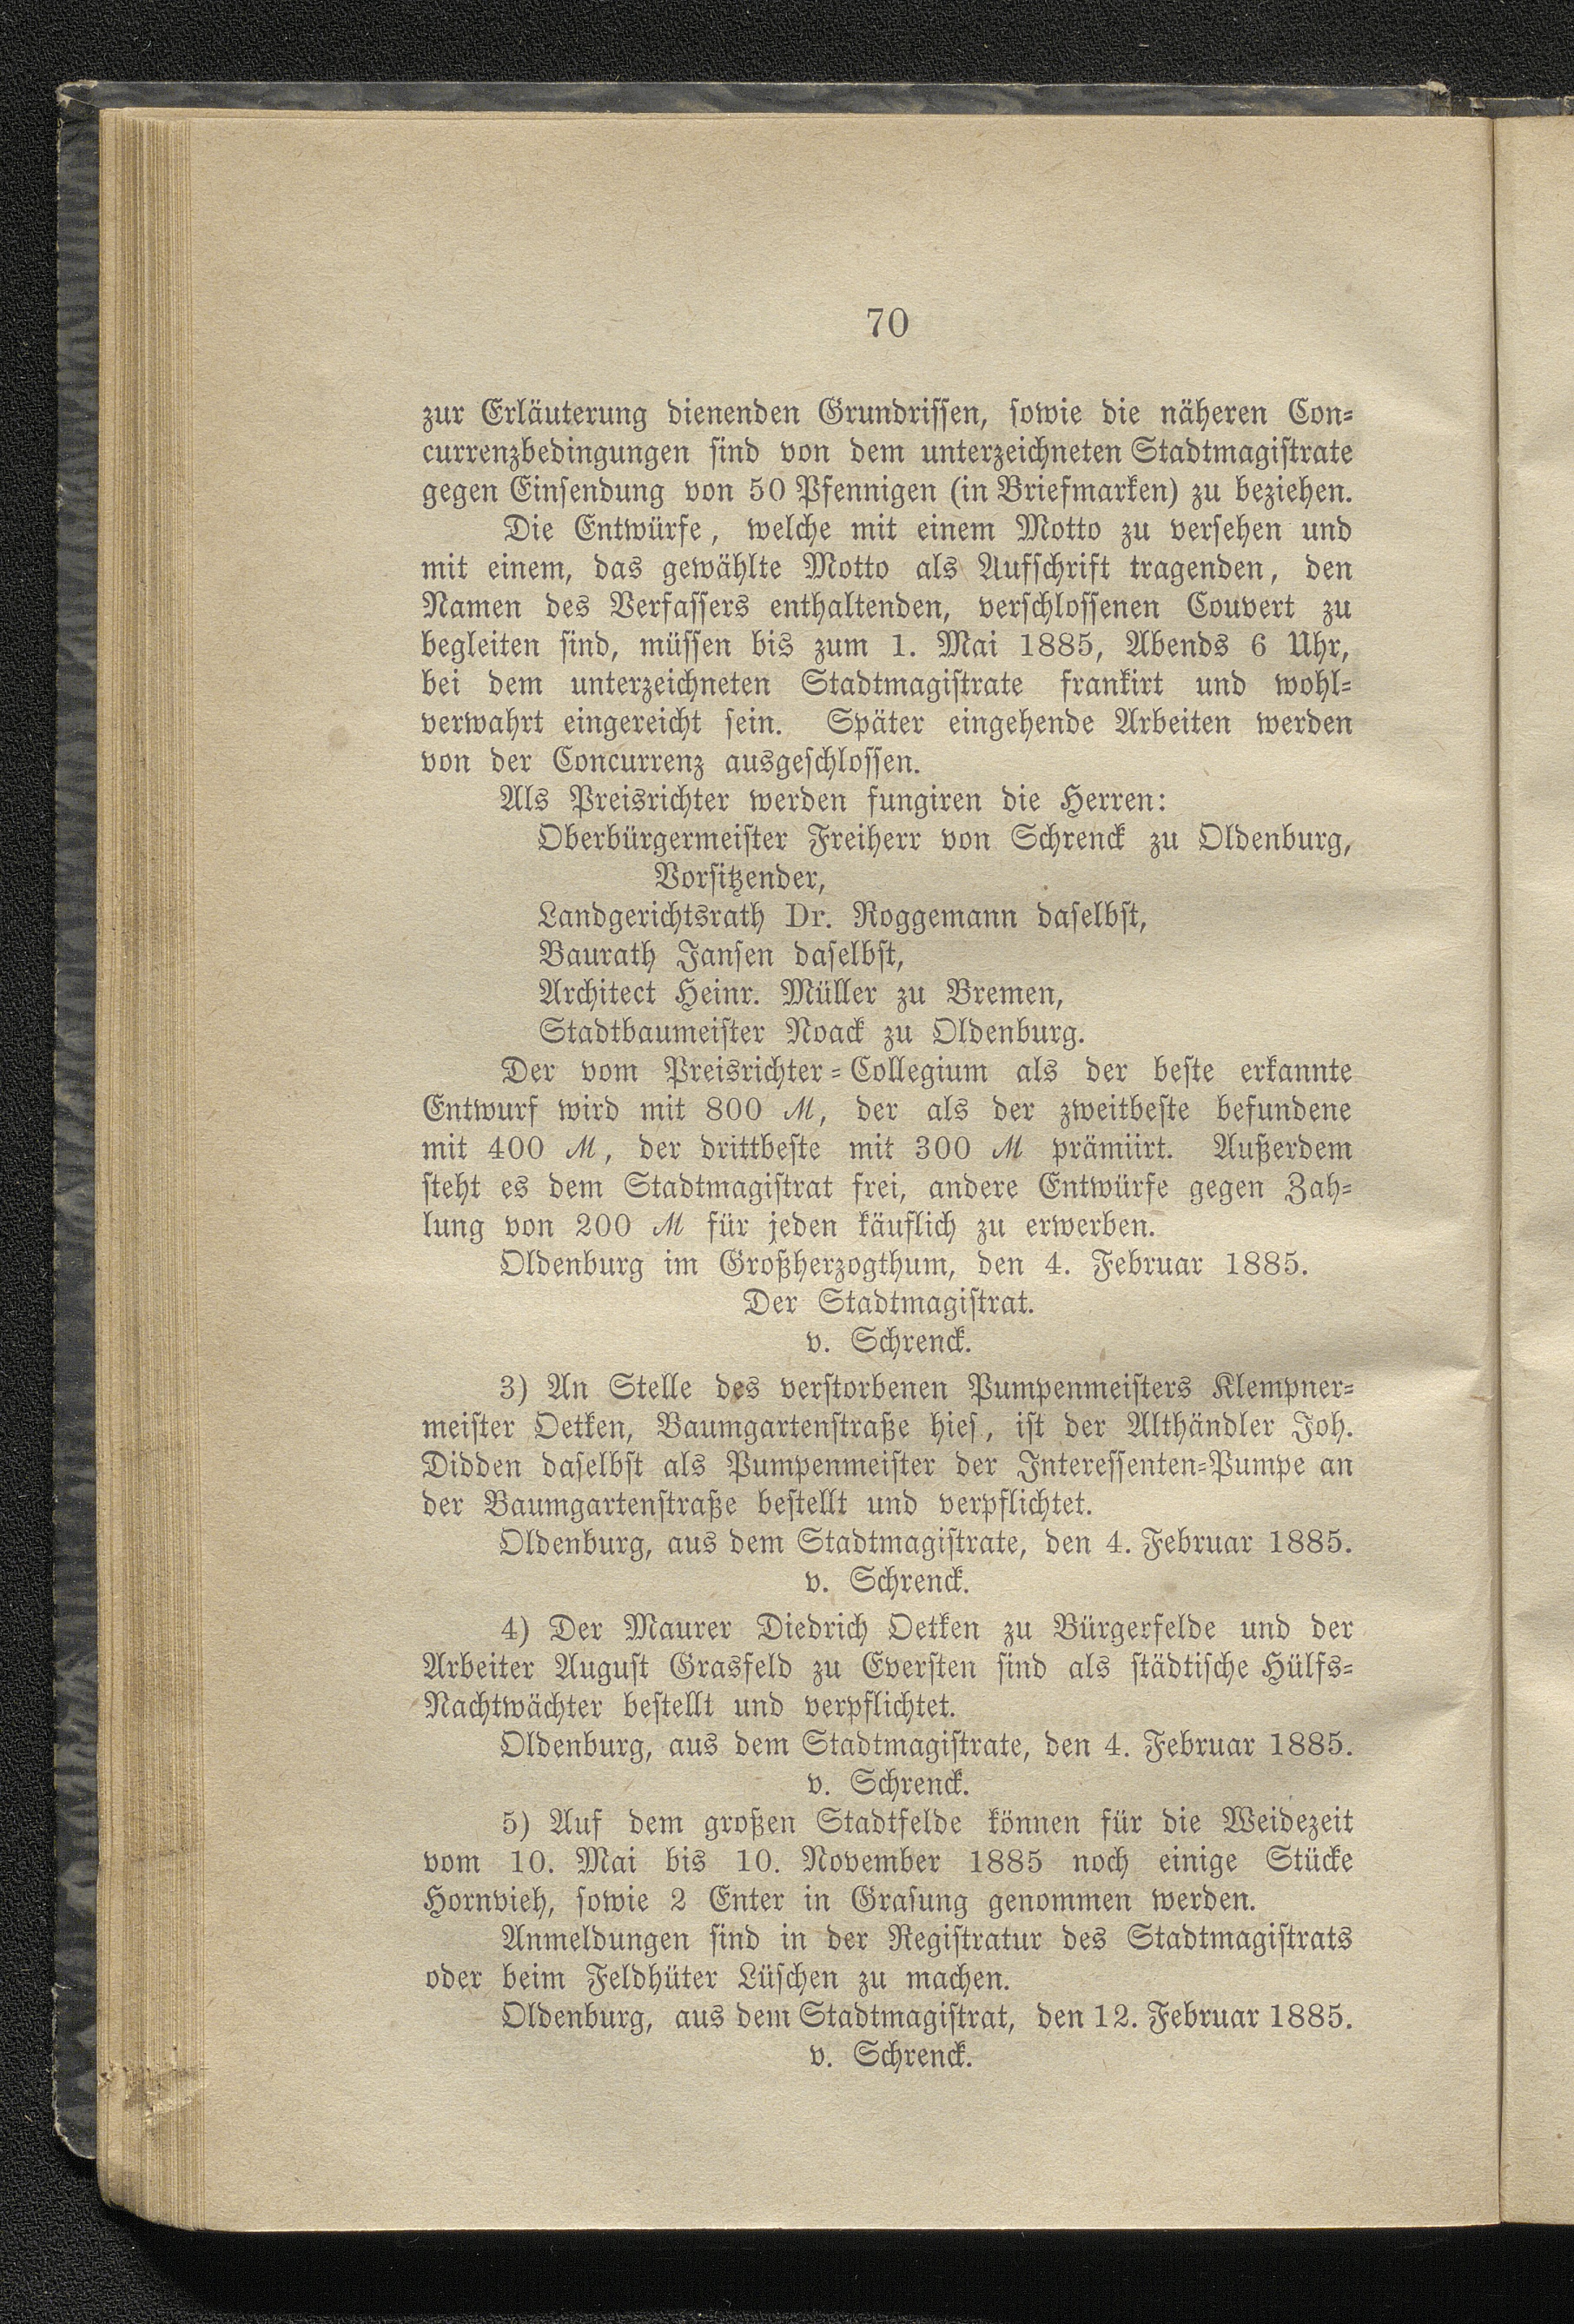 70
zur Erläuterung dienenden Grundrissen, sowie die näheren Con-
currenzbedingungen sind von dem unterzeichneten Stadtmagistrate
gegen Einsendung von 50 Pfennigen (in Briefmarken) zu beziehen.
Die Entwürfe, welche mit einem Motto zu versehen und
mit einem, das gewählte Motto als Aufschrift tragenden, den
Namen des Verfassers enthaltenden, verschlossenen Couvert zu
begleiten sind, müssen bis zum 1. Mai 1885, Abends 6 Uhr,
bei dem unterzeichneten Stadtmagistrate frankirt und wohl-
verwahrt eingereicht sein. Später eingehende Arbeiten werden
von der Concurrenz ausgeschlossen.
Als Preisrichter werden fungiren die Herren:
Oberbürgermeister Freiherr von Schrenck zu Oldenburg,
Vorsitzender,
Landgerichtsrath Dr. Roggemann daselbst,
Baurath Jansen daselbst,
Architect Heinr. Müller zu Bremen,
Stadtbaumeister Noack zu Oldenburg.
Der vom Preisrichter-Collegium als der beste erkannte
Entwurf wird mit 800 ℳ, der als der zweitbeste befundene
mit 400 ℳ, der drittbeste mit 300 ℳ prämiirt. Außerdem
steht es dem Stadtmagistrat frei, andere Entwürfe gegen Zah-
lung von 200 ℳ für jeden käuflich zu erwerben.
Oldenburg im Großherzogthum, den 4. Februar 1885.
Der Stadtmagistrat.
v. Schrenck.
3) An Stelle des verstorbenen Pumpenmeisters Klempner-
meister Oetken, Baumgartenstraße hies, ist der Althändler Joh.
Didden daselbst als Pumpenmeister der Interessenten-Pumpe an
der Baumgartenstraße bestellt und verpflichtet.
Oldenburg, aus dem Stadtmagistrate, den 4. Februar 1885.
v. Schrenck.
4) Der Maurer Diedrich Oetken zu Bürgerfelde und der
Arbeiter August Grasfeld zu Eversten sind als städtische Hülfs-
Nachtwächter bestellt und verpflichtet.
Oldenburg, aus dem Stadtmagistrate, den 4. Februar 1885.
v. Schrenck.
5) Auf dem großen Stadtfelde können für die Weidezeit
vom 10. Mai bis 10. November 1885 noch einige Stücke
Hornvieh, sowie 2 Enter in Grasung genommen werden.
Anmeldungen sind in der Registratur des Stadtmagistrats
oder beim Feldhüter Lüschen zu machen.
Oldenburg, aus dem Stadtmagistrat, den 12. Februar 1885.
v. Schrenck.